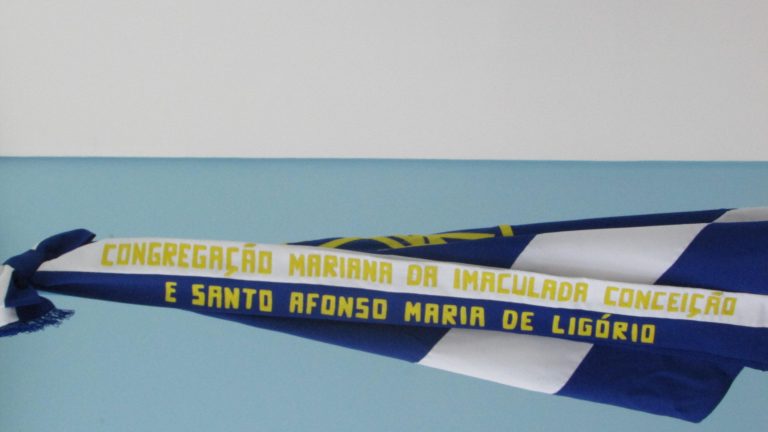 CONGREGAÇÃO MARIANA DA IMACULADA CONCEIÇÃO
E SANTO AFONSO MARIA DE LIGÓRIO